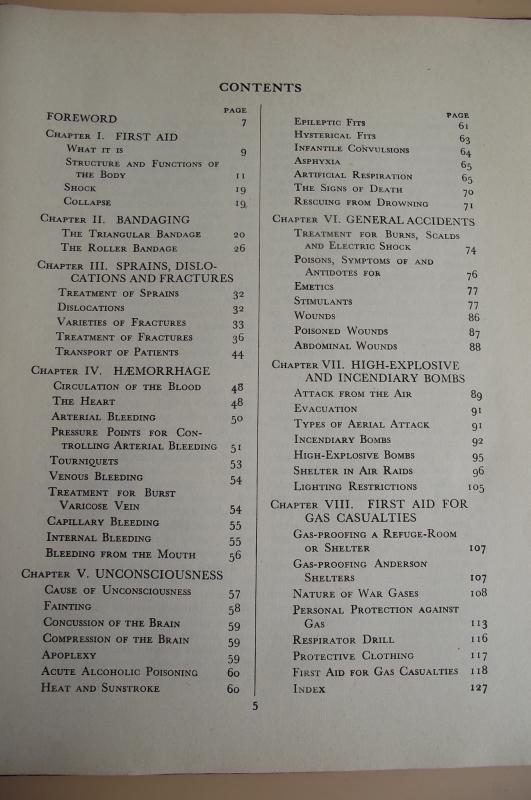 CONTENTS
PAGE
FOREWORD 7
Chapter I. FIRST AID
What it is 9
Structure and Functions of
the Body 11
Shock 19
Collapse 19
Chapter II. BANDAGING
The Triangular Bandage 20
The Roller Bandage 26
Chapter III. SPRAINS, DISLO-
CATIONS AND FRACTURES
Treatment of Sprains 32
Dislocations 32
Varieties of Fractures 33
Treatment of Fractures 36
Transport of Patients 44
Chapter IV. HÆMORRHAGE
Circulation of the Blood 48
The Heart 48
Arterial Bleeding 50
Pressure Points for Con-
trolling Arterial Bleeding 51
Tourniquets 53
Venous Bleeding 54
Treatment for Burst
Varicose Vein 54
Capillary Bleeding 55
Internal Bleeding 55
Bleeding from the Mouth 56
Chapter V. UNCONSCIOUSNESS
Cause of Unconsciousness 57
Fainting 58
Concussion of the Brain 59
Compression of the Brain 59
Apoplexy 59
Acute Alcoholic Poisoning 60
Heat and Sunstroke 60
PAGE
Epileptic Fits 61
Hysterical Fits 63
Infantile Convulsions 64
Asphyxia 65
Artificial Respiration 65
The Signs of Death 70
Rescuing from Drowning 71
Chapter VI. GENERAL ACCIDENTS
Treatment for Burns, Scalds
and Electric Shock 74
Poisons, Symptoms of and
Antidotes for 76
Emetics 77
Stimulants 77
Wounds 86
Poisoned Wounds 87
Abdominal Wounds 88
Chapter VII. HIGH-EXPLOSIVE
AND INCENDIARY BOMBS
Attack from the Air 89
Evacuation 91
Types of Aerial Attack 91
Incendiary Bombs 92
High-Explosive Bombs 95
Shelter in Air Raids 96
Lighting Restrictions 105
Chapter VIII. FIRST AID FOR
GAS CASUALTIES
Gas-proofing a Refuge-Room
or Shelter 107
Gas-proofing Anderson
Shelters 107
Nature of War Gases 108
Personal Protection against
Gas 113
Respirator Drill 116
Protective Clothing 117
First Aid for Gas Casualties 118
Index 127
5